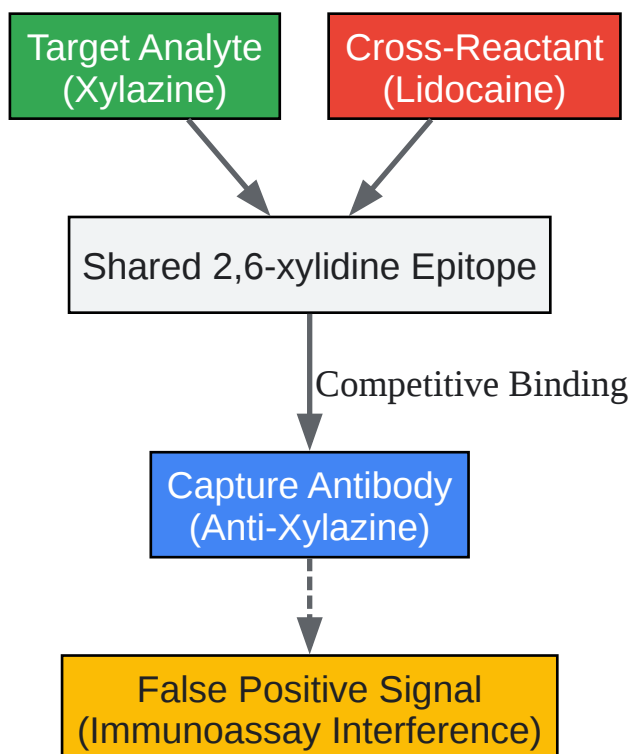 Target Analyte
(Xylazine)
Cross-Reactant
(Lidocaine)
Shared 2,6-xylidine Epitope
Competitive Binding
Capture Antibody
(Anti-Xylazine)
False Positive Signal
(Immunoassay Interference)